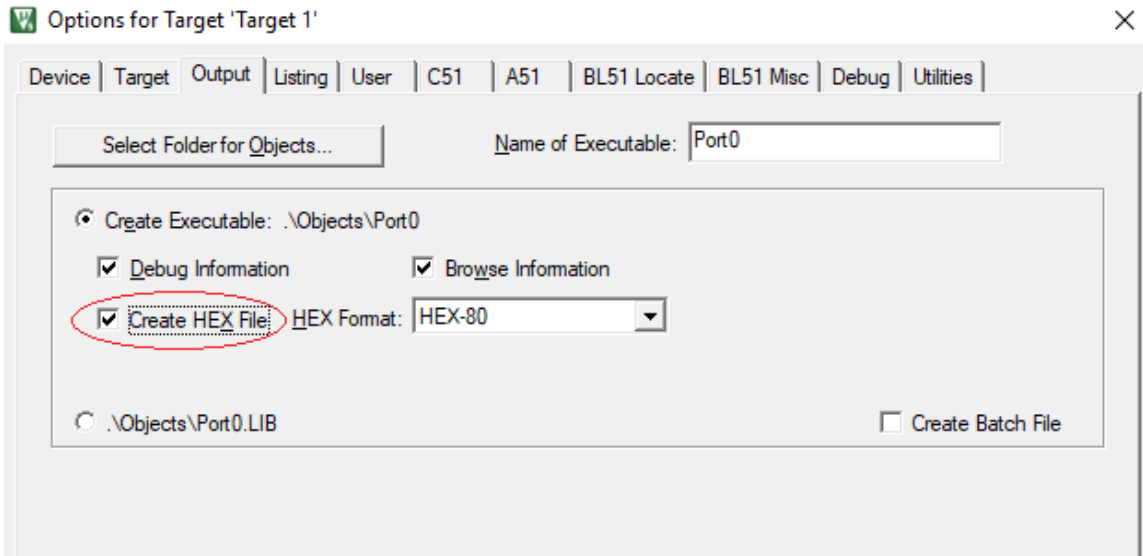 Options for Target 'Target 1'
Device Target Output Listing User C51 A51 BL51 Locate BL51 Misc Debug Utilities
Select Folder for Objects... Name of Executable: Port0
Create Executable: .\Objects\Port0
Debug Information Browse Information
Create HEX File HEX Format: HEX-80
.\Objects\Port0.LIB Create Batch File